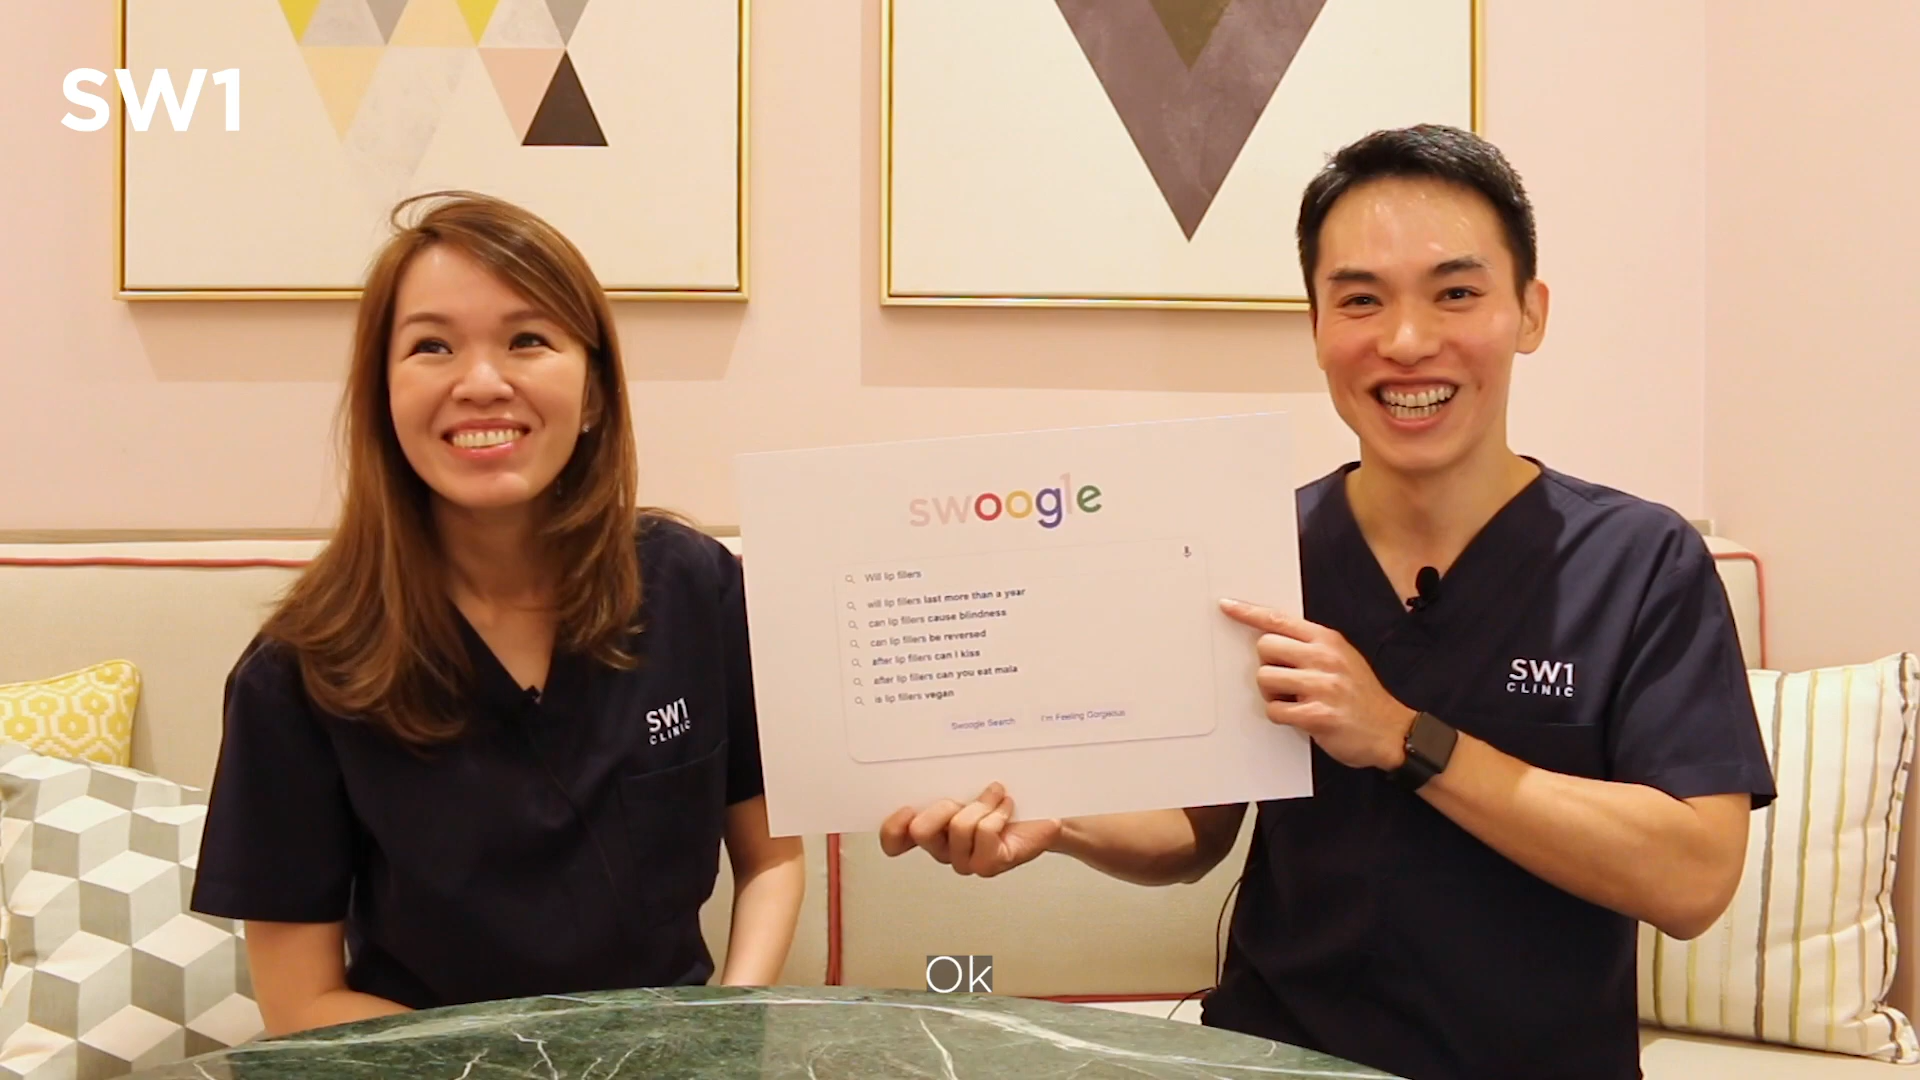 SW1
swoog1e
Will lip fillers
will lip fillers last more than a year
can lip fillers cause blindness
can lip fillers be reversed
after lip fillers can I kiss
after lip fillers can you eat mala
is lip fillers vegan
Swoogle Search I'm Feeling Gorgeous
SW1
CLINIC
SW1
CLINIC
Ok